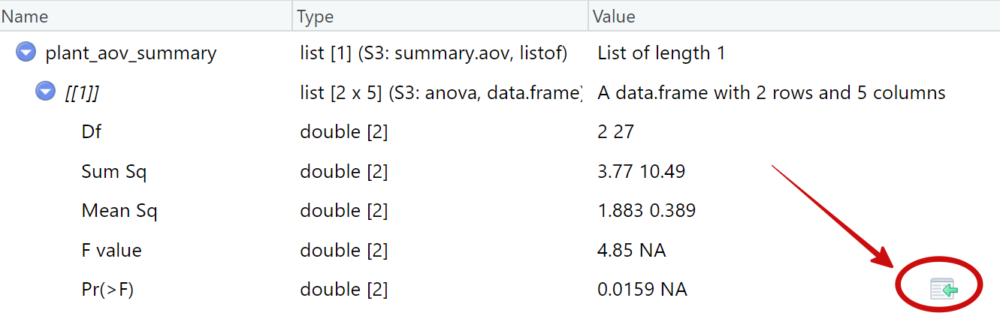 Name Type Value
plant_aov_summary list [1] (S3: summary.aov, listof) List of length 1
[[1]] list [2 x 5] (S3: anova, data.frame) A data.frame with 2 rows and 5 columns
Df double [2] 2 27
Sum Sq double [2] 3.77 10.49
Mean Sq double [2] 1.883 0.389
F value double [2] 4.85 NA
Pr(>F) double [2] 0.0159 NA